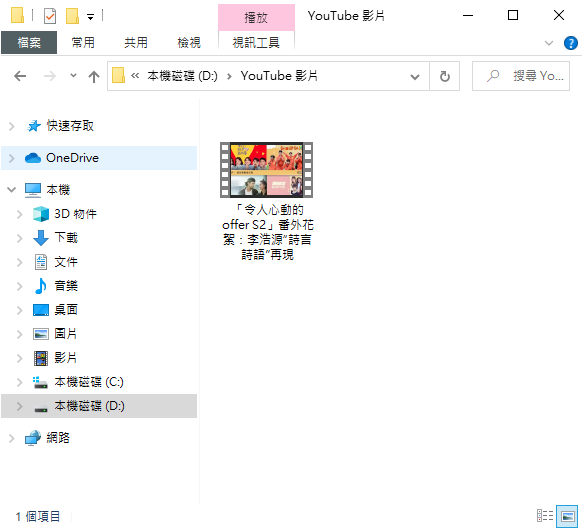 播放
YouTube 影片
檔案
常用
共用
檢視
視訊工具
« 本機磁碟 (D:) › YouTube 影片
搜尋 Yo...
快速存取
OneDrive
本機
3D 物件
下載
文件
音樂
桌面
圖片
影片
本機磁碟 (C:)
本機磁碟 (D:)
網路
「令人心動的
offer S2」番外花
絮：李浩源“詩言
詩語”再現
1 個項目